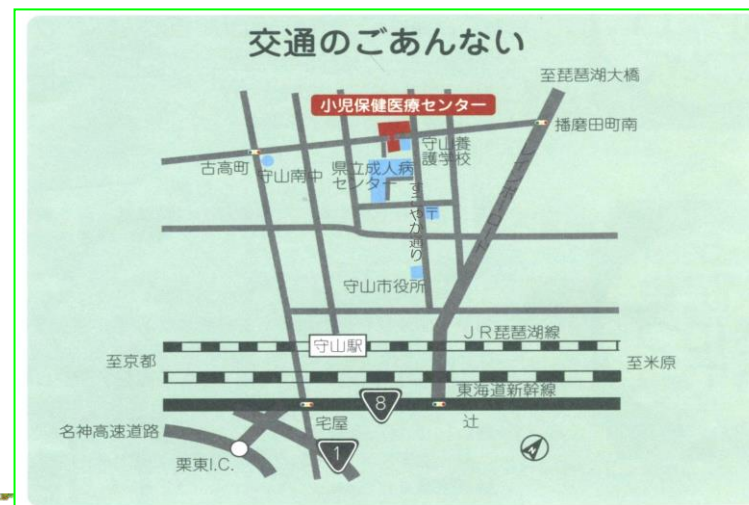 交通のごあんない
至琵琶湖大橋
小児保健医療センター
播磨田町南
古高町
守山南中
県立成人病
センター
守山養
護学校
すこやか通り
〒
守山市役所
JR琵琶湖線
守山駅
至京都
至米原
東海道新幹線
8
宅屋
辻
名神高速道路
1
栗東I.C.